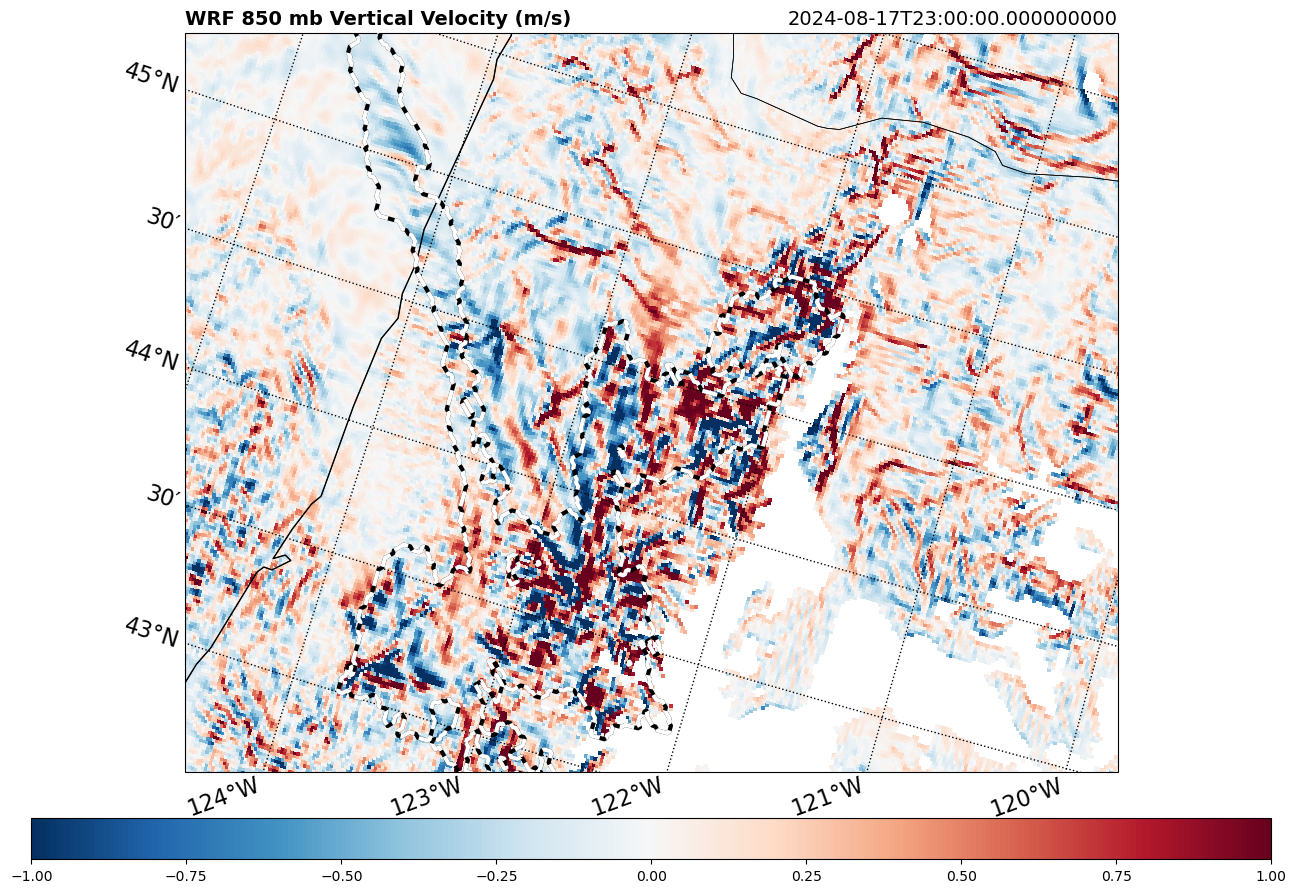 WRF 850 mb Vertical Velocity (m/s)
2024-08-17T23:00:00.000000000
45°N
30′
44°N
30′
43°N
124°W
123°W
122°W
121°W
120°W
−1.00
−0.75
−0.50
−0.25
0.00
0.25
0.50
0.75
1.00